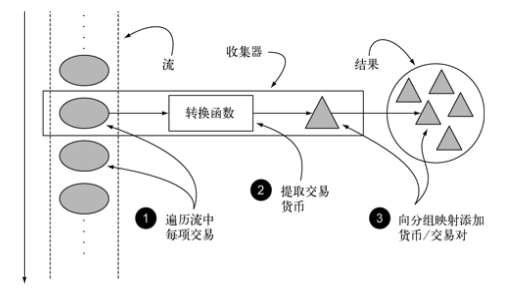 流
收集器
结果
转换函数
1 遍历流中
每项交易
2 提取交易
货币
3 向分组映射添加
货币/交易对